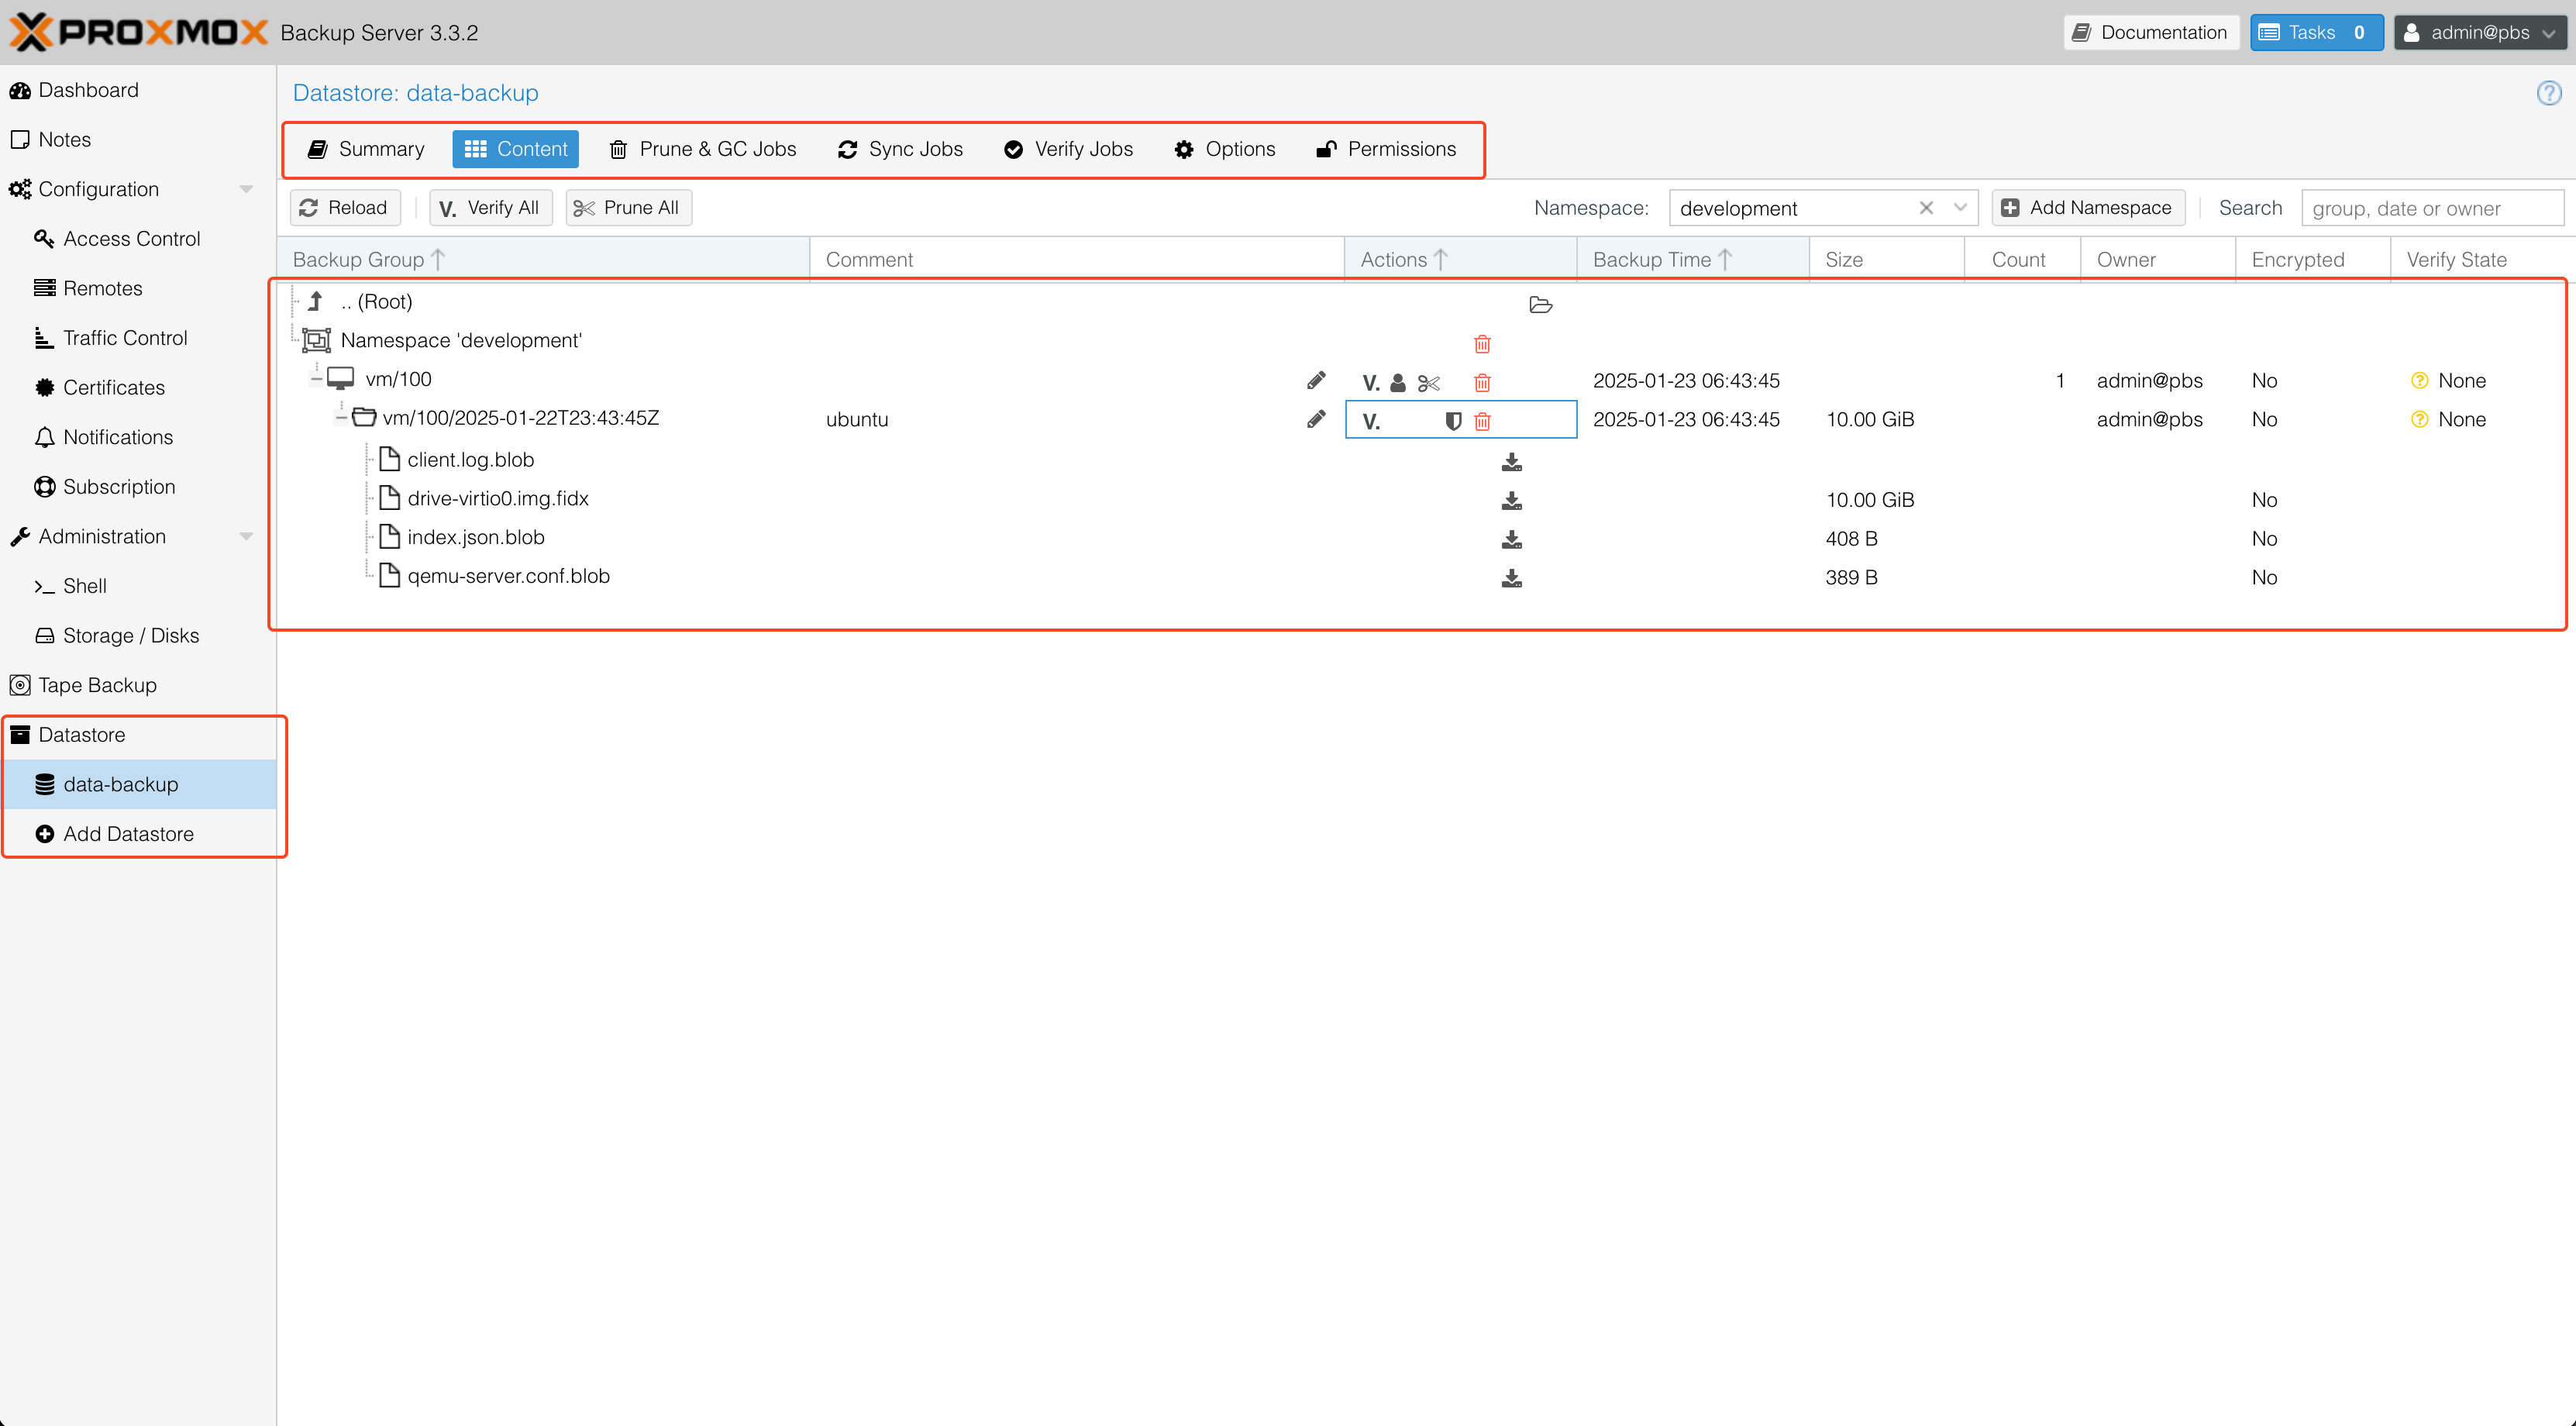 PROXMOX Backup Server 3.3.2 Documentation Tasks 0 admin@pbs
Dashboard
Notes
Configuration
Access Control
Remotes
Traffic Control
Certificates
Notifications
Subscription
Administration
Shell
Storage / Disks
Tape Backup
Datastore
data-backup
Add Datastore
Datastore: data-backup
Summary Content Prune & GC Jobs Sync Jobs Verify Jobs Options Permissions
Reload V. Verify All Prune All Namespace: development Add Namespace Search group, date or owner
Backup Group Comment Actions Backup Time Size Count Owner Encrypted Verify State
.. (Root)
Namespace 'development'
vm/100 V. 2025-01-23 06:43:45 1 admin@pbs No None
vm/100/2025-01-22T23:43:45Z ubuntu V. 2025-01-23 06:43:45 10.00 GiB admin@pbs No None
client.log.blob
drive-virtio0.img.fidx 10.00 GiB No
index.json.blob 408 B No
qemu-server.conf.blob 389 B No